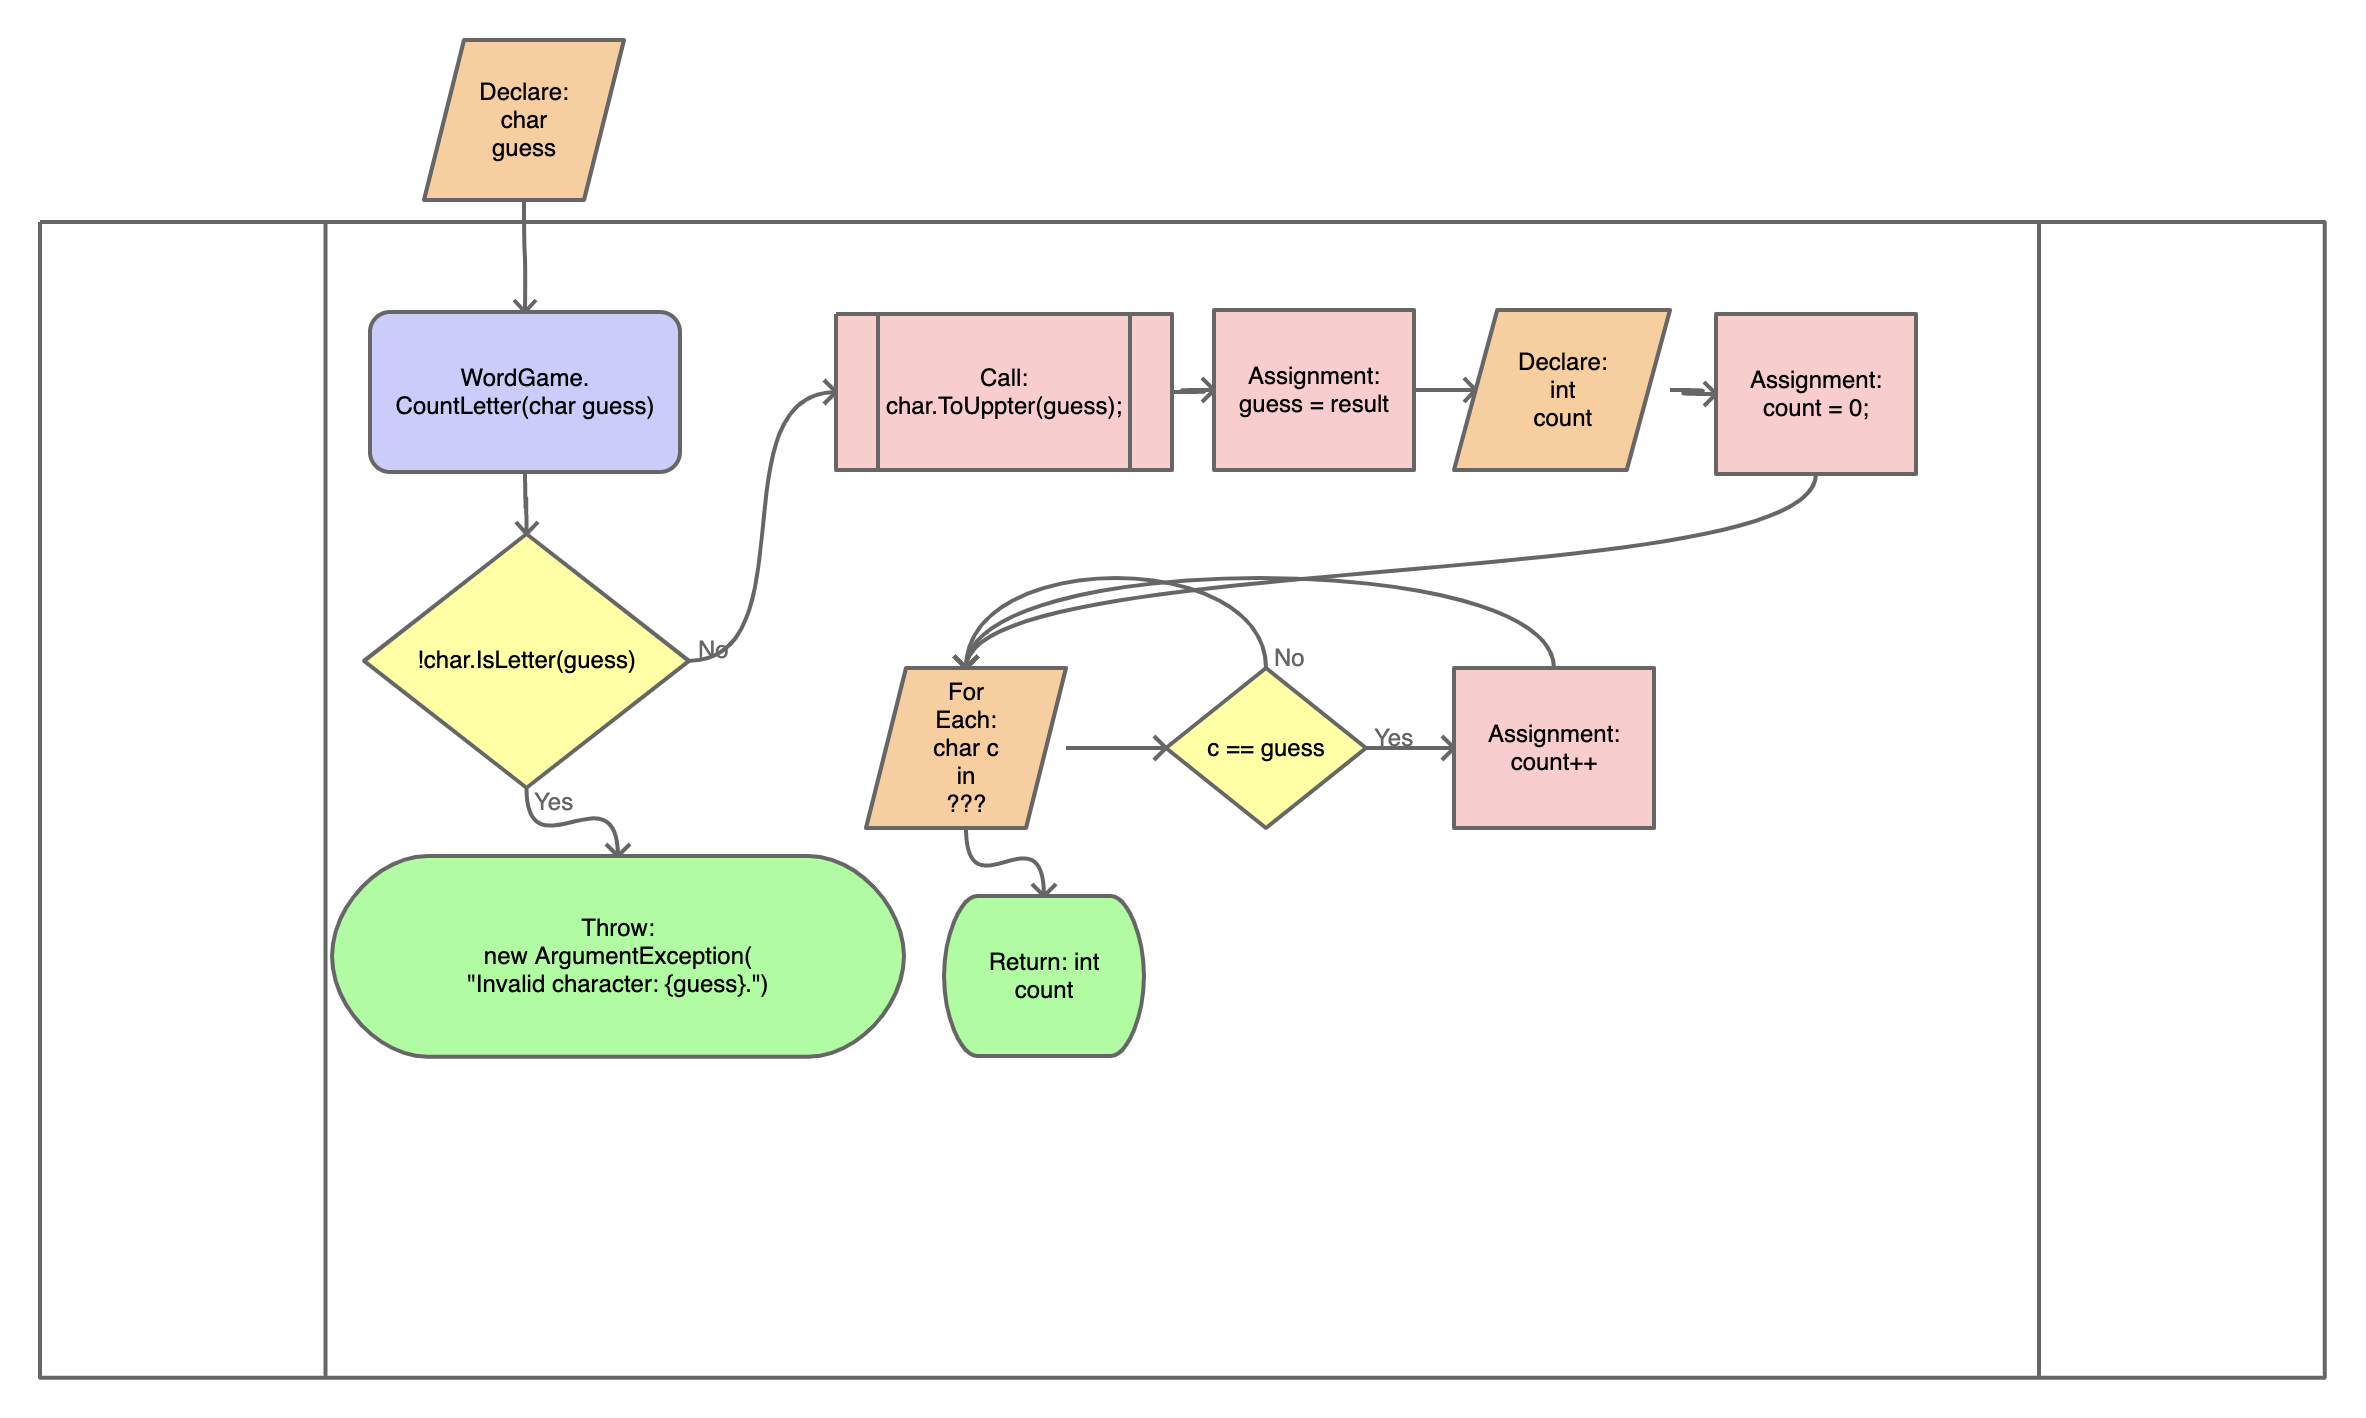 Declare:
char
guess
WordGame.
CountLetter(char guess)
Call:
char.ToUppter(guess);
Assignment:
guess = result
Declare:
int
count
Assignment:
count = 0;
!char.IsLetter(guess)
No
Yes
Throw:
new ArgumentException(
"Invalid character: {guess}.")
For
Each:
char c
in
???
c == guess
No
Yes
Assignment:
count++
Return: int
count